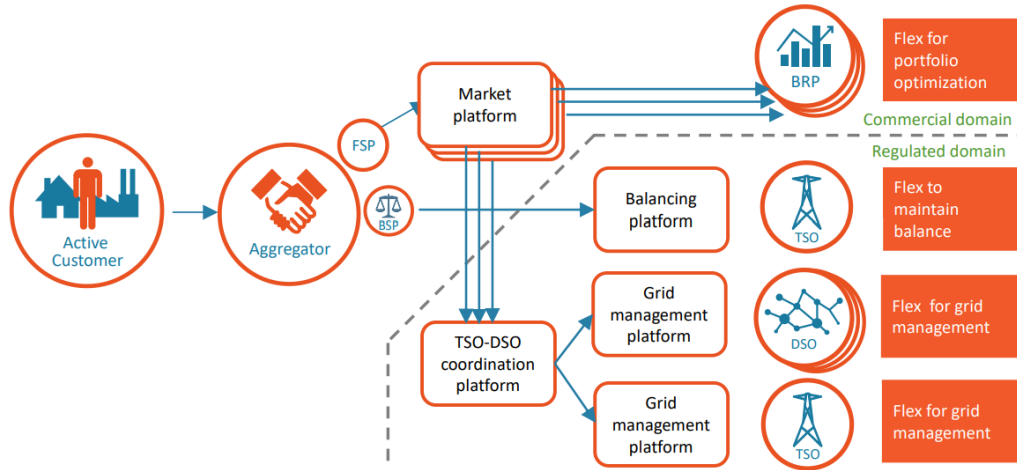 Active
Customer
Aggregator
FSP
BSP
Market
platform
BRP
Flex for
portfolio
optimization
Commercial domain
Regulated domain
Balancing
platform
TSO
Flex to
maintain
balance
TSO-DSO
coordination
platform
Grid
management
platform
DSO
Flex for grid
management
Grid
management
platform
TSO
Flex for grid
management